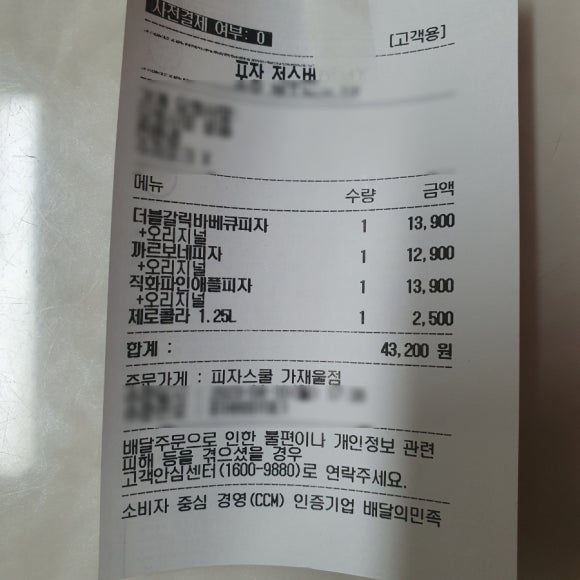 사전결제 여부: O
[고객용]
메뉴 수량 금액
더블갈릭바베큐피자 1 13,900
+오리지널
까르보네피자 1 12,900
+오리지널
직화파인애플피자 1 13,900
+오리지널
제로콜라 1.25L 1 2,500
합계 : 43,200 원
주문가게 : 피자스쿨 가재울점
배달주문으로 인한 불편이나 개인정보 관련
피해 등을 겪으셨을 경우
고객안심센터(1600-9880)로 연락주세요.
소비자 중심 경영(CCM) 인증기업 배달의민족